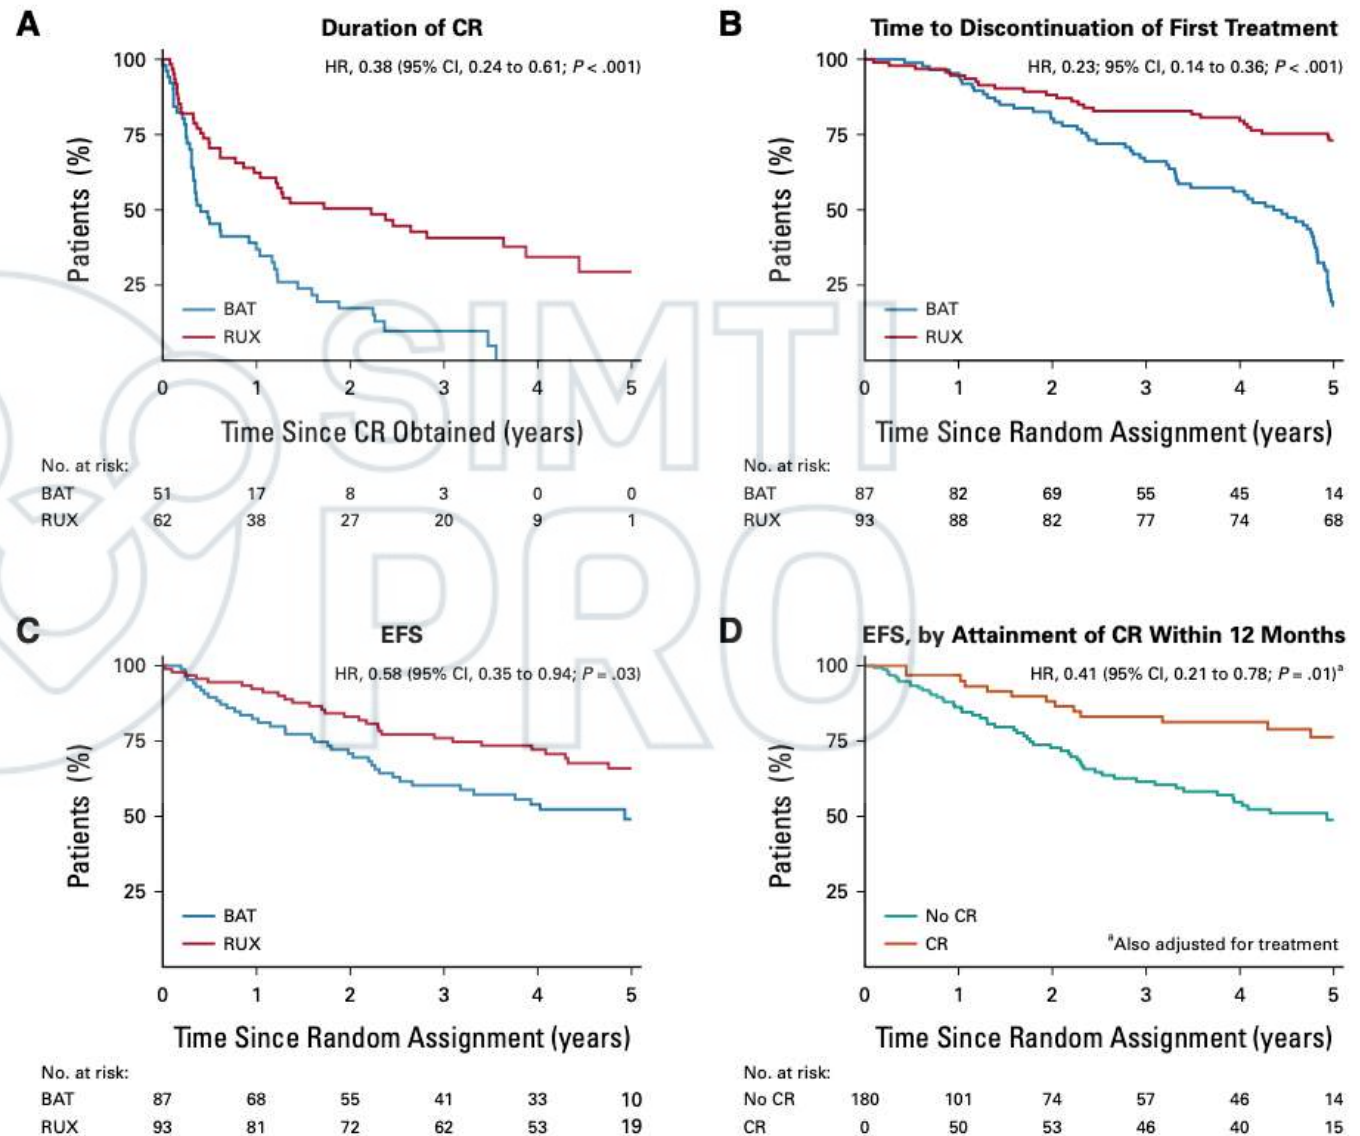 A
Duration of CR
HR, 0.38 (95% CI, 0.24 to 0.61; P < .001)
Patients (%)
100
75
50
25
BAT
RUX
0 1 2 3 4 5
Time Since CR Obtained (years)
No. at risk:
BAT 51 17 8 3 0 0
RUX 62 38 27 20 9 1
B
Time to Discontinuation of First Treatment
HR, 0.23; 95% CI, 0.14 to 0.36; P < .001)
Patients (%)
100
75
50
25
BAT
RUX
0 1 2 3 4 5
Time Since Random Assignment (years)
No. at risk:
BAT 87 82 69 55 45 14
RUX 93 88 82 77 74 68
SIMTI
PRO
C
EFS
HR, 0.58 (95% CI, 0.35 to 0.94; P = .03)
Patients (%)
100
75
50
25
BAT
RUX
0 1 2 3 4 5
Time Since Random Assignment (years)
No. at risk:
BAT 87 68 55 41 33 10
RUX 93 81 72 62 53 19
D
EFS, by Attainment of CR Within 12 Months
HR, 0.41 (95% CI, 0.21 to 0.78; P = .01)ᵃ
Patients (%)
100
75
50
25
No CR
CR
ᵃAlso adjusted for treatment
0 1 2 3 4 5
Time Since Random Assignment (years)
No. at risk:
No CR 180 101 74 57 46 14
CR 0 50 53 46 40 15